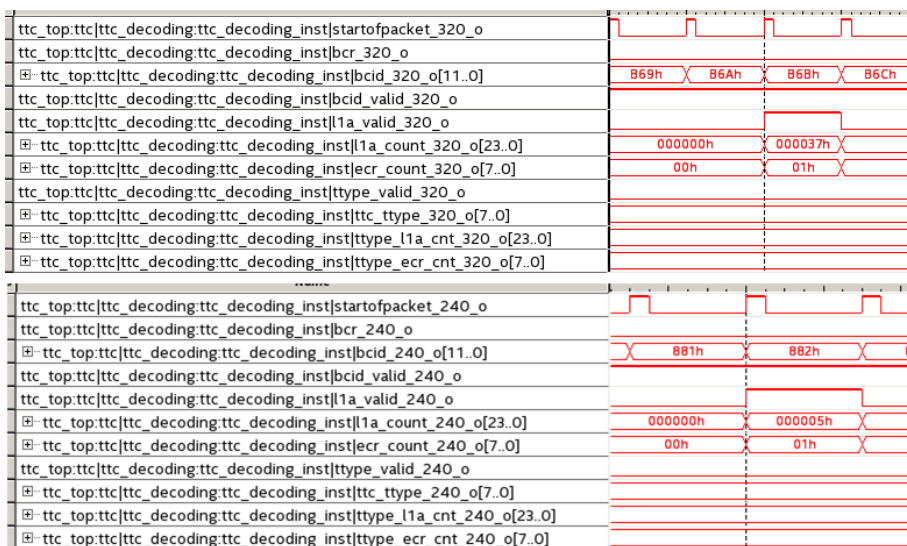 ttc_top:ttc|ttc_decoding:ttc_decoding_inst|startofpacket_320_o
ttc_top:ttc|ttc_decoding:ttc_decoding_inst|bcr_320_o
ttc_top:ttc|ttc_decoding:ttc_decoding_inst|bcid_320_o[11..0] B69h B6Ah B6Bh B6Ch
ttc_top:ttc|ttc_decoding:ttc_decoding_inst|bcid_valid_320_o
ttc_top:ttc|ttc_decoding:ttc_decoding_inst|l1a_valid_320_o
ttc_top:ttc|ttc_decoding:ttc_decoding_inst|l1a_count_320_o[23..0] 000000h 000037h
ttc_top:ttc|ttc_decoding:ttc_decoding_inst|ecr_count_320_o[7..0] 00h 01h
ttc_top:ttc|ttc_decoding:ttc_decoding_inst|ttype_valid_320_o
ttc_top:ttc|ttc_decoding:ttc_decoding_inst|ttc_ttype_320_o[7..0]
ttc_top:ttc|ttc_decoding:ttc_decoding_inst|ttype_l1a_cnt_320_o[23..0]
ttc_top:ttc|ttc_decoding:ttc_decoding_inst|ttype_ecr_cnt_320_o[7..0]
ttc_top:ttc|ttc_decoding:ttc_decoding_inst|startofpacket_240_o
ttc_top:ttc|ttc_decoding:ttc_decoding_inst|bcr_240_o
ttc_top:ttc|ttc_decoding:ttc_decoding_inst|bcid_240_o[11..0] 881h 882h
ttc_top:ttc|ttc_decoding:ttc_decoding_inst|bcid_valid_240_o
ttc_top:ttc|ttc_decoding:ttc_decoding_inst|l1a_valid_240_o
ttc_top:ttc|ttc_decoding:ttc_decoding_inst|l1a_count_240_o[23..0] 000000h 000005h
ttc_top:ttc|ttc_decoding:ttc_decoding_inst|ecr_count_240_o[7..0] 00h 01h
ttc_top:ttc|ttc_decoding:ttc_decoding_inst|ttype_valid_240_o
ttc_top:ttc|ttc_decoding:ttc_decoding_inst|ttc_ttype_240_o[7..0]
ttc_top:ttc|ttc_decoding:ttc_decoding_inst|ttype_l1a_cnt_240_o[23..0]
ttc_top:ttc|ttc_decoding:ttc_decoding_inst|ttype_ecr_cnt_240_o[7..0]